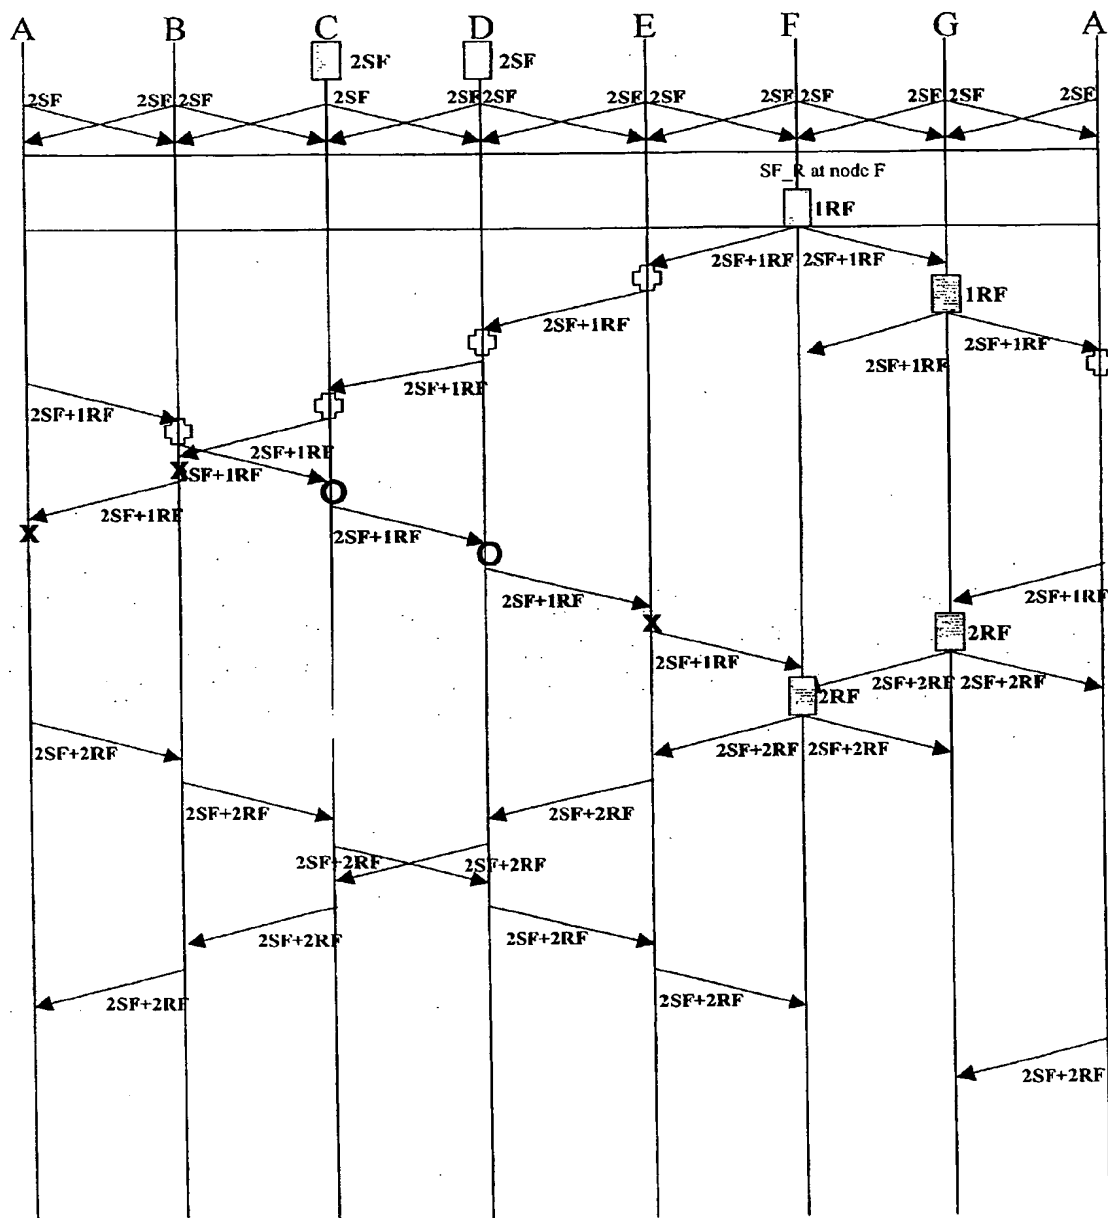 A B C D E F G A
2SF 2SF
2SF 2SF 2SF 2SF 2SF 2SF 2SF 2SF 2SF 2SF 2SF 2SF 2SF
SF_R at node F
1RF
2SF+1RF 2SF+1RF
1RF
2SF+1RF
2SF+1RF
2SF+1RF
2SF+1RF
2SF+1RF
2SF+1RF
2SF+1RF
X
O
2SF+1RF
X
2SF+1RF
O
2SF+1RF
2SF+1RF
X
2RF
2SF+1RF
2SF+2RF 2SF+2RF
2RF
2SF+2RF
2SF+2RF 2SF+2RF
2SF+2RF
2SF+2RF
2SF+2RF 2SF+2RF
2SF+2RF
2SF+2RF
2SF+2RF
2SF+2RF
2SF+2RF